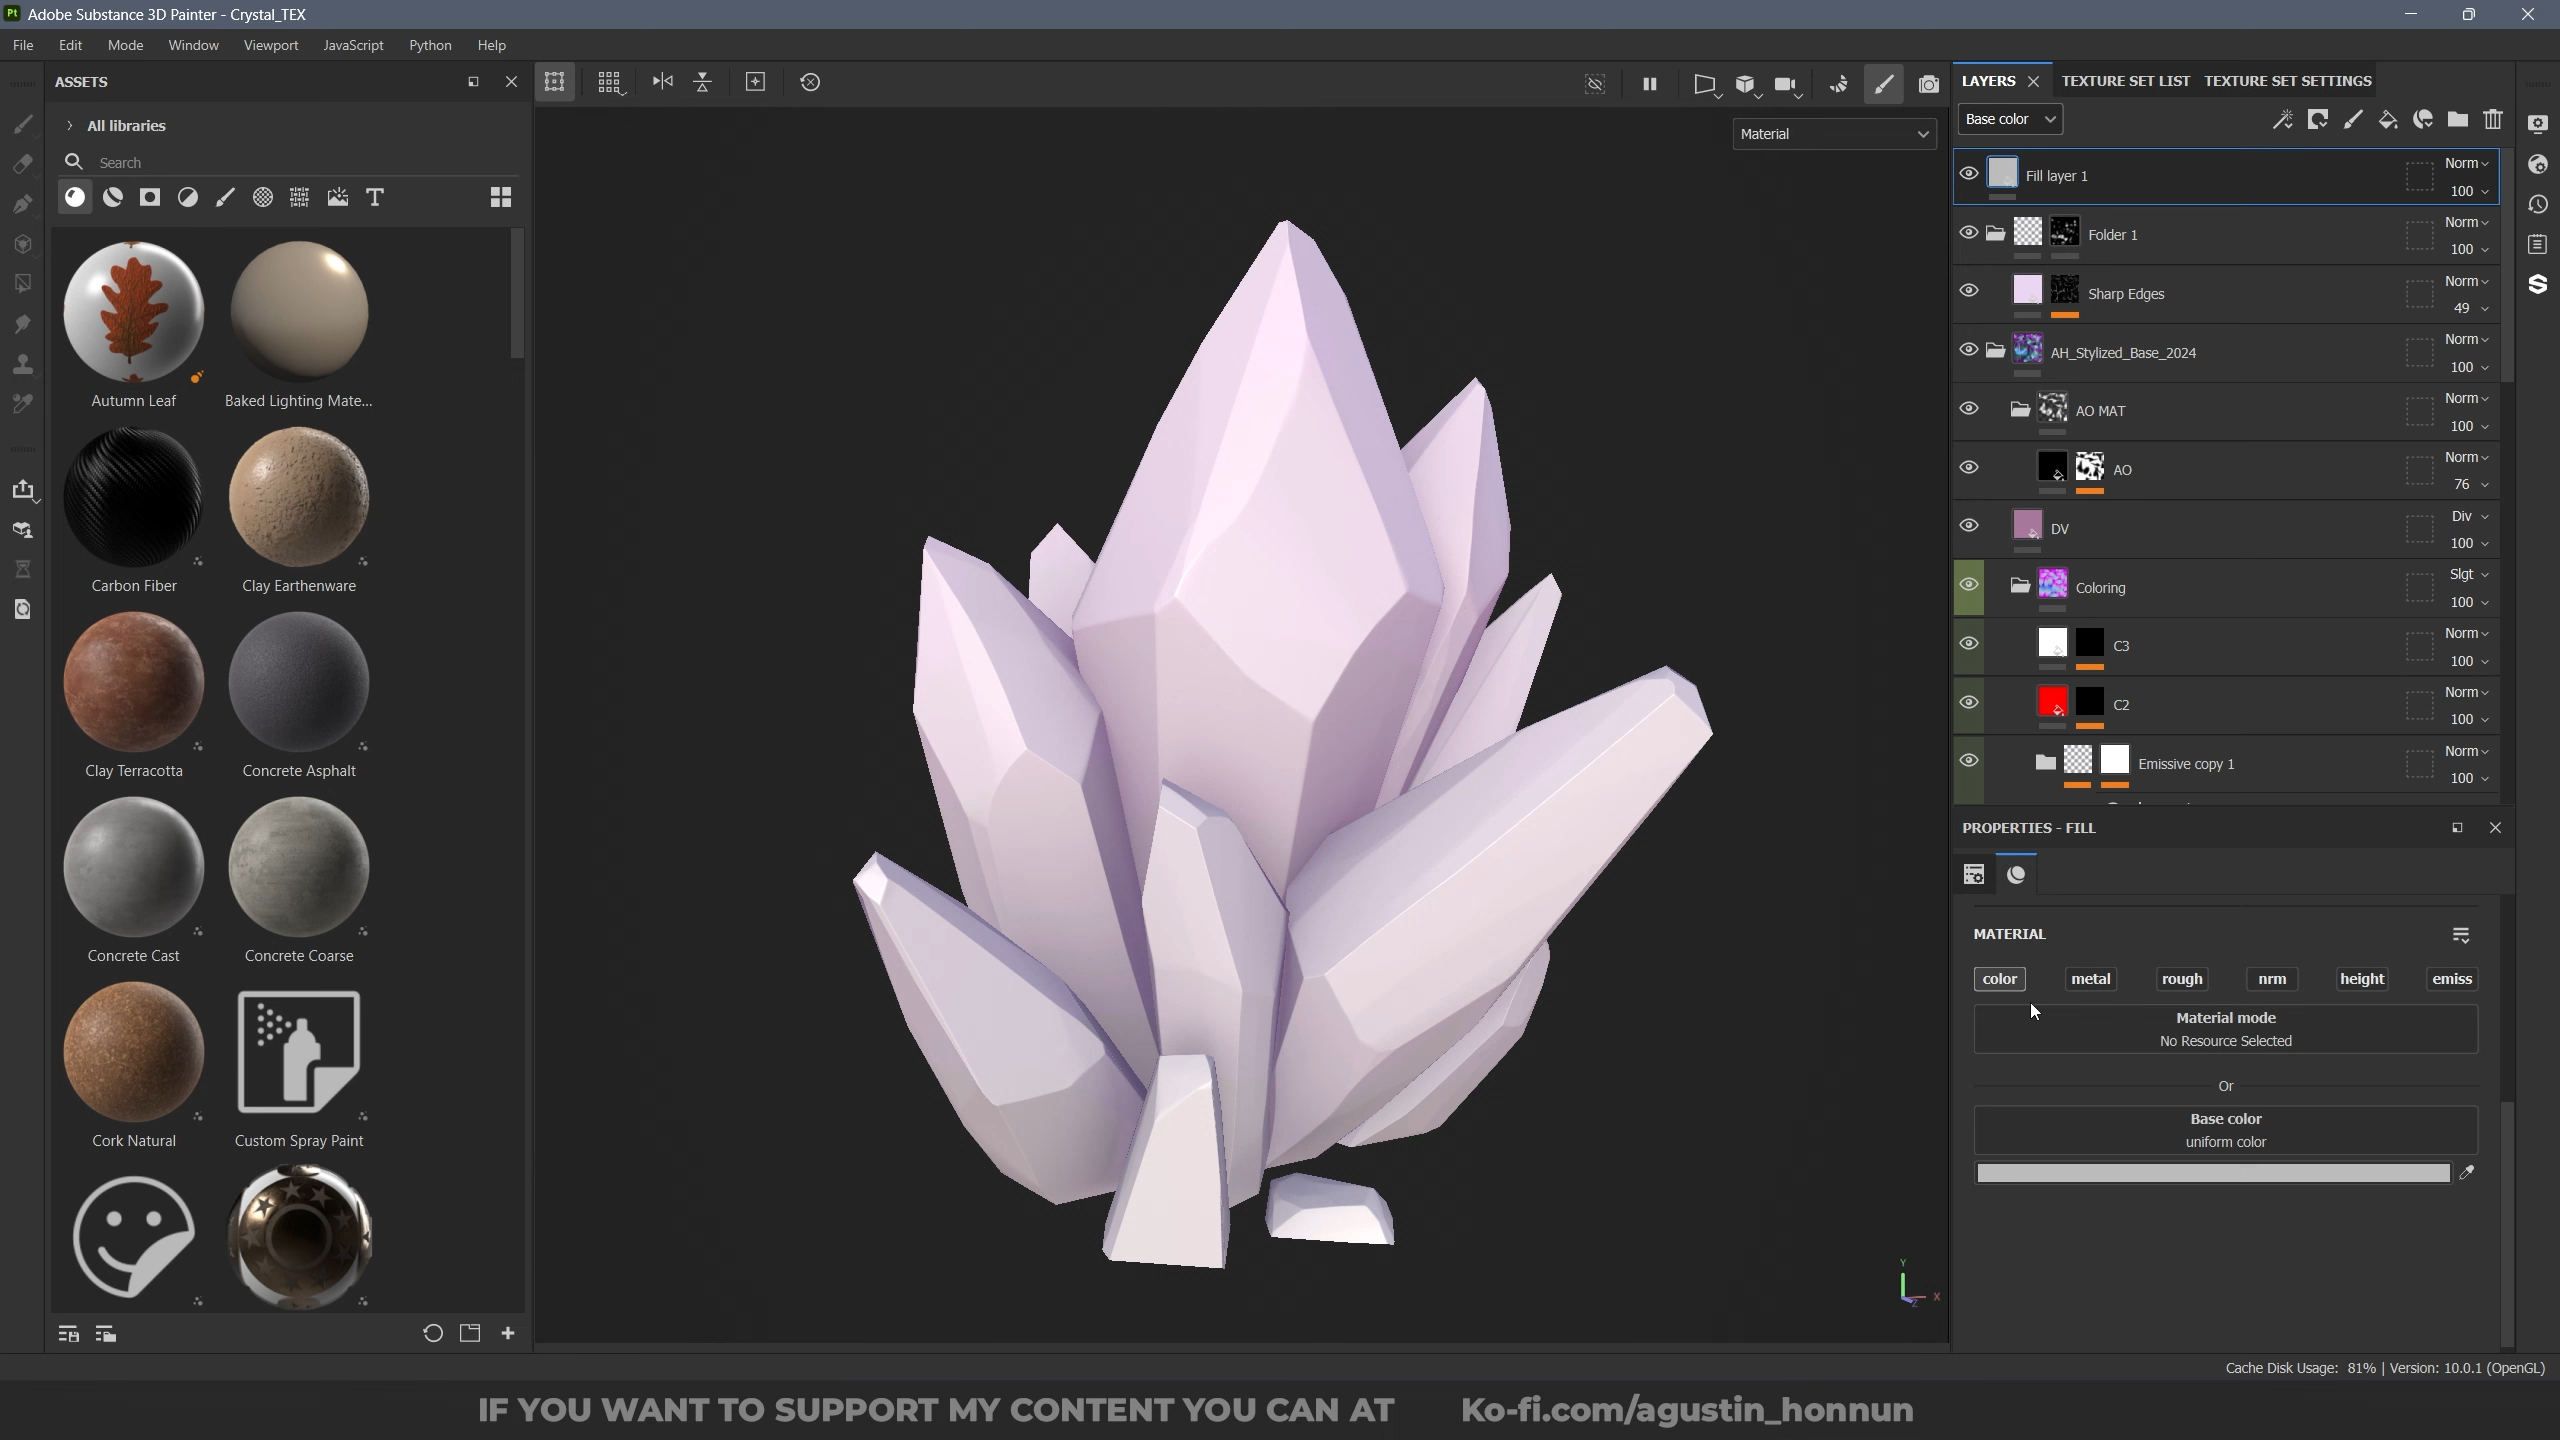 Pt Adobe Substance 3D Painter - Crystal_TEX
File Edit Mode Window Viewport JavaScript Python Help
ASSETS
All libraries
Search
Autumn Leaf
Baked Lighting Mate...
Carbon Fiber
Clay Earthenware
Clay Terracotta
Concrete Asphalt
Concrete Cast
Concrete Coarse
Cork Natural
Custom Spray Paint
Material
Y
X
Z
LAYERS TEXTURE SET LIST TEXTURE SET SETTINGS
Base color
Fill layer 1 Norm 100
Folder 1 Norm 100
Sharp Edges Norm 49
AH_Stylized_Base_2024 Norm 100
AO MAT Norm 100
AO Norm 76
DV Div 100
Coloring Slgt 100
C3 Norm 100
C2 Norm 100
Emissive copy 1 Norm 100
PROPERTIES - FILL
MATERIAL
color metal rough nrm height emiss
Material mode
No Resource Selected
Or
Base color
uniform color
Cache Disk Usage: 81% | Version: 10.0.1 (OpenGL)
IF YOU WANT TO SUPPORT MY CONTENT YOU CAN AT Ko-fi.com/agustin_honnun